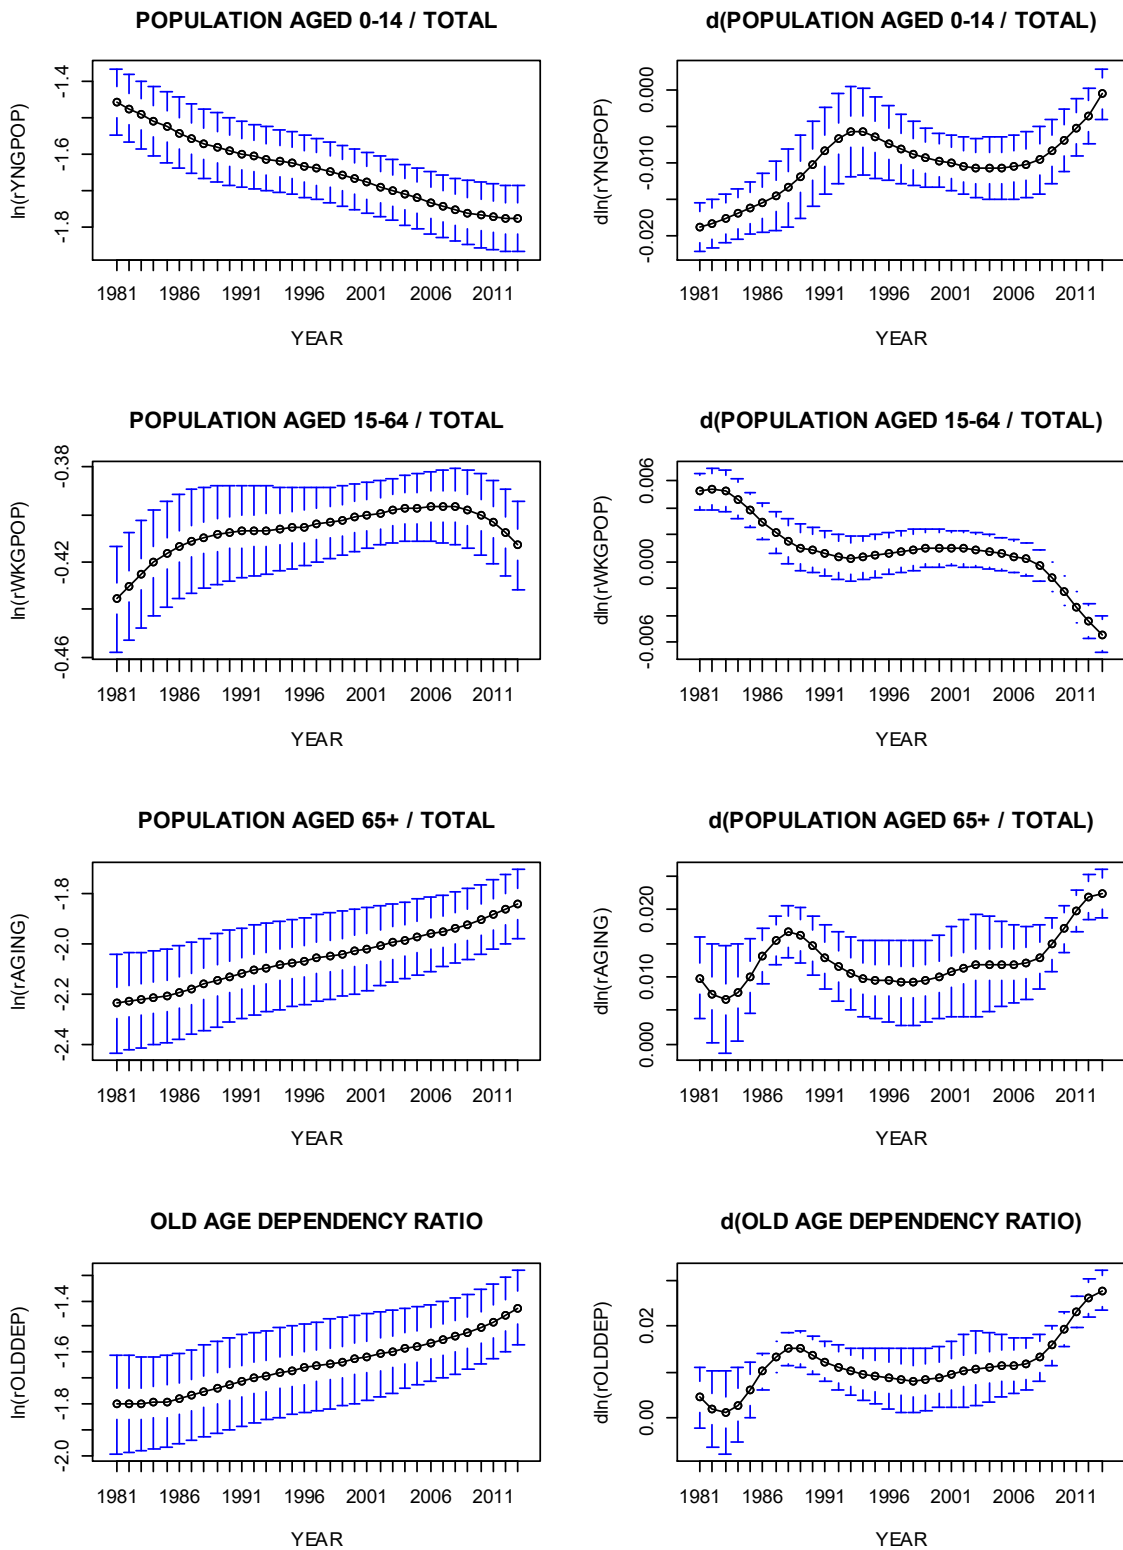 POPULATION AGED 0-14 / TOTAL
ln(rYNGPOP)
-1.4
-1.6
-1.8
1981 1986 1991 1996 2001 2006 2011
YEAR
d(POPULATION AGED 0-14 / TOTAL)
dln(rYNGPOP)
0.000
-0.010
-0.020
1981 1986 1991 1996 2001 2006 2011
YEAR
POPULATION AGED 15-64 / TOTAL
ln(rWKGPOP)
-0.38
-0.42
-0.46
1981 1986 1991 1996 2001 2006 2011
YEAR
d(POPULATION AGED 15-64 / TOTAL)
dln(rWKGPOP)
0.006
0.000
-0.006
1981 1986 1991 1996 2001 2006 2011
YEAR
POPULATION AGED 65+ / TOTAL
ln(rAGING)
-1.8
-2.0
-2.2
-2.4
1981 1986 1991 1996 2001 2006 2011
YEAR
d(POPULATION AGED 65+ / TOTAL)
dln(rAGING)
0.020
0.010
0.000
1981 1986 1991 1996 2001 2006 2011
YEAR
OLD AGE DEPENDENCY RATIO
ln(rOLDDEP)
-1.4
-1.6
-1.8
-2.0
1981 1986 1991 1996 2001 2006 2011
YEAR
d(OLD AGE DEPENDENCY RATIO)
dln(rOLDDEP)
0.02
0.00
1981 1986 1991 1996 2001 2006 2011
YEAR